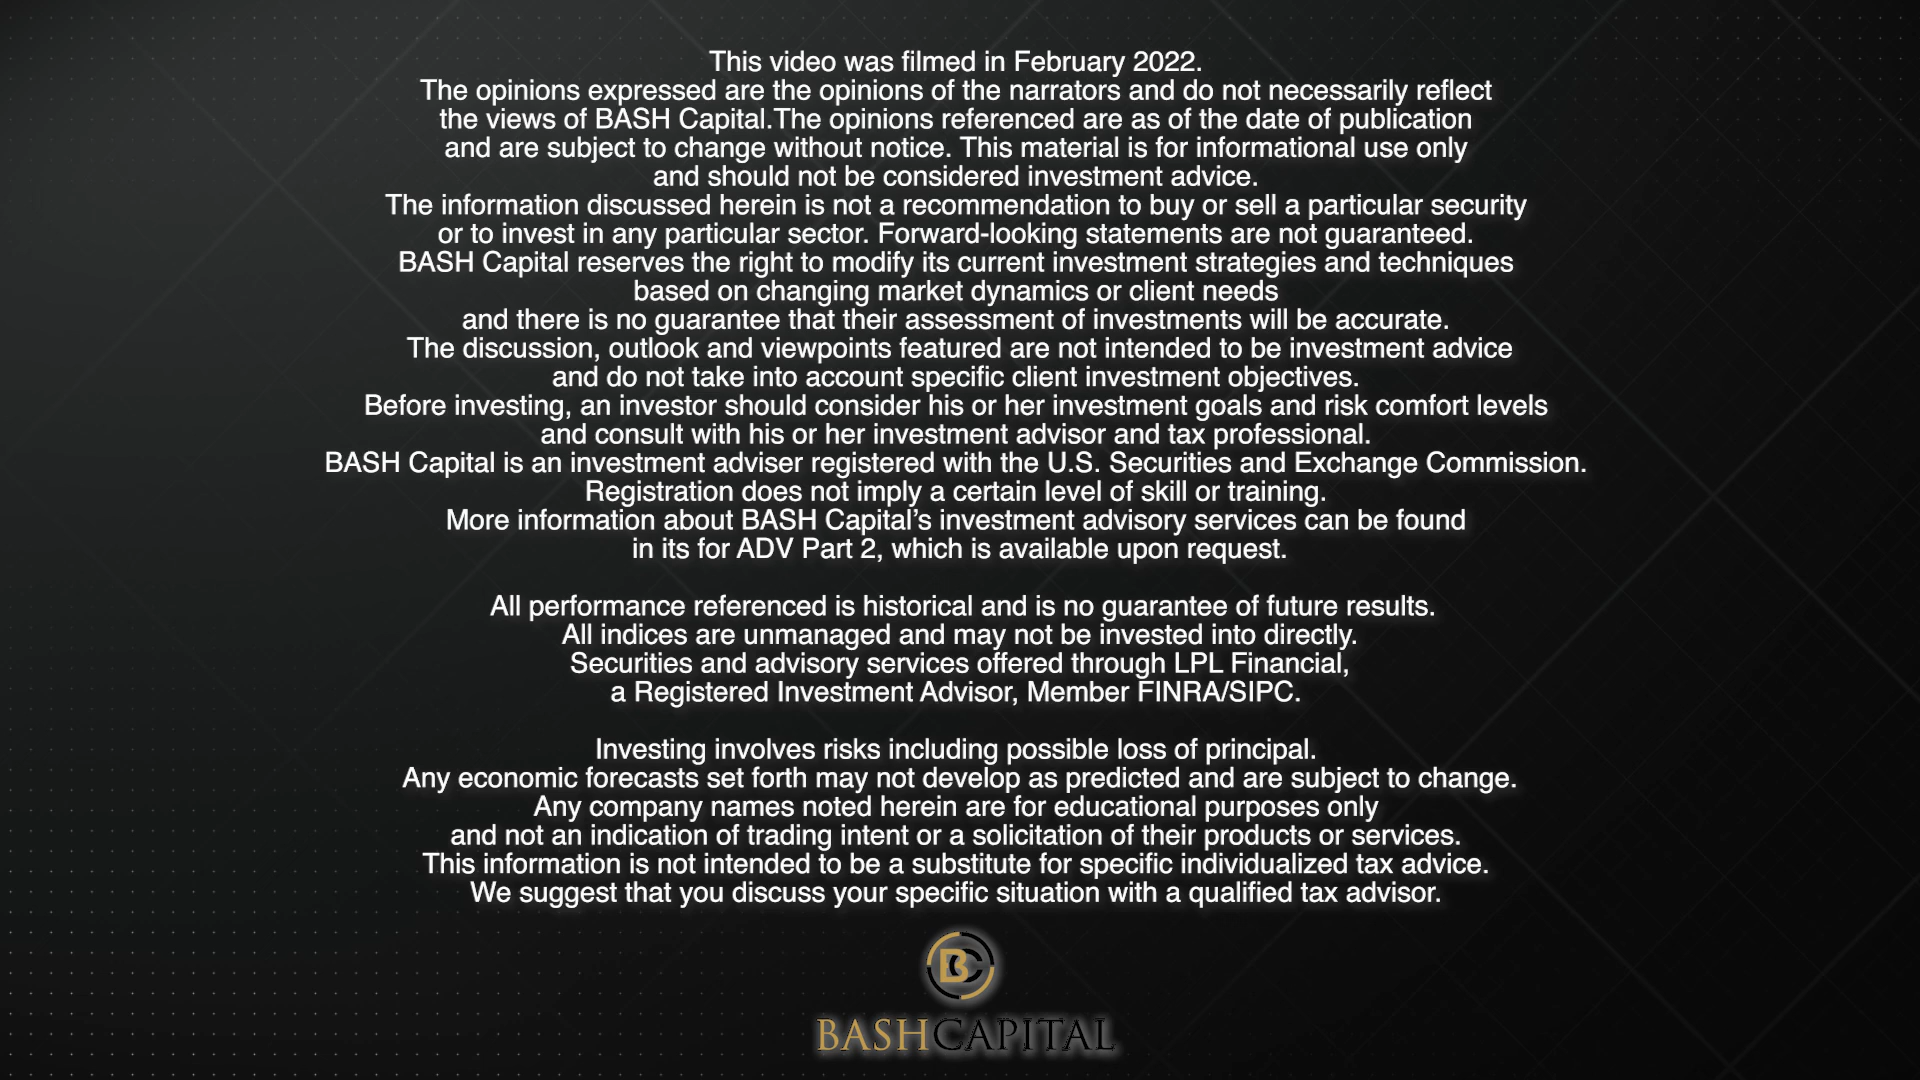 This video was filmed in February 2022.
The opinions expressed are the opinions of the narrators and do not necessarily reflect
the views of BASH Capital.The opinions referenced are as of the date of publication
and are subject to change without notice. This material is for informational use only
and should not be considered investment advice.
The information discussed herein is not a recommendation to buy or sell a particular security
or to invest in any particular sector. Forward-looking statements are not guaranteed.
BASH Capital reserves the right to modify its current investment strategies and techniques
based on changing market dynamics or client needs
and there is no guarantee that their assessment of investments will be accurate.
The discussion, outlook and viewpoints featured are not intended to be investment advice
and do not take into account specific client investment objectives.
Before investing, an investor should consider his or her investment goals and risk comfort levels
and consult with his or her investment advisor and tax professional.
BASH Capital is an investment adviser registered with the U.S. Securities and Exchange Commission.
Registration does not imply a certain level of skill or training.
More information about BASH Capital’s investment advisory services can be found
in its for ADV Part 2, which is available upon request.
All performance referenced is historical and is no guarantee of future results.
All indices are unmanaged and may not be invested into directly.
Securities and advisory services offered through LPL Financial,
a Registered Investment Advisor, Member FINRA/SIPC.
Investing involves risks including possible loss of principal.
Any economic forecasts set forth may not develop as predicted and are subject to change.
Any company names noted herein are for educational purposes only
and not an indication of trading intent or a solicitation of their products or services.
This information is not intended to be a substitute for specific individualized tax advice.
We suggest that you discuss your specific situation with a qualified tax advisor.
BC
BASHCAPITAL